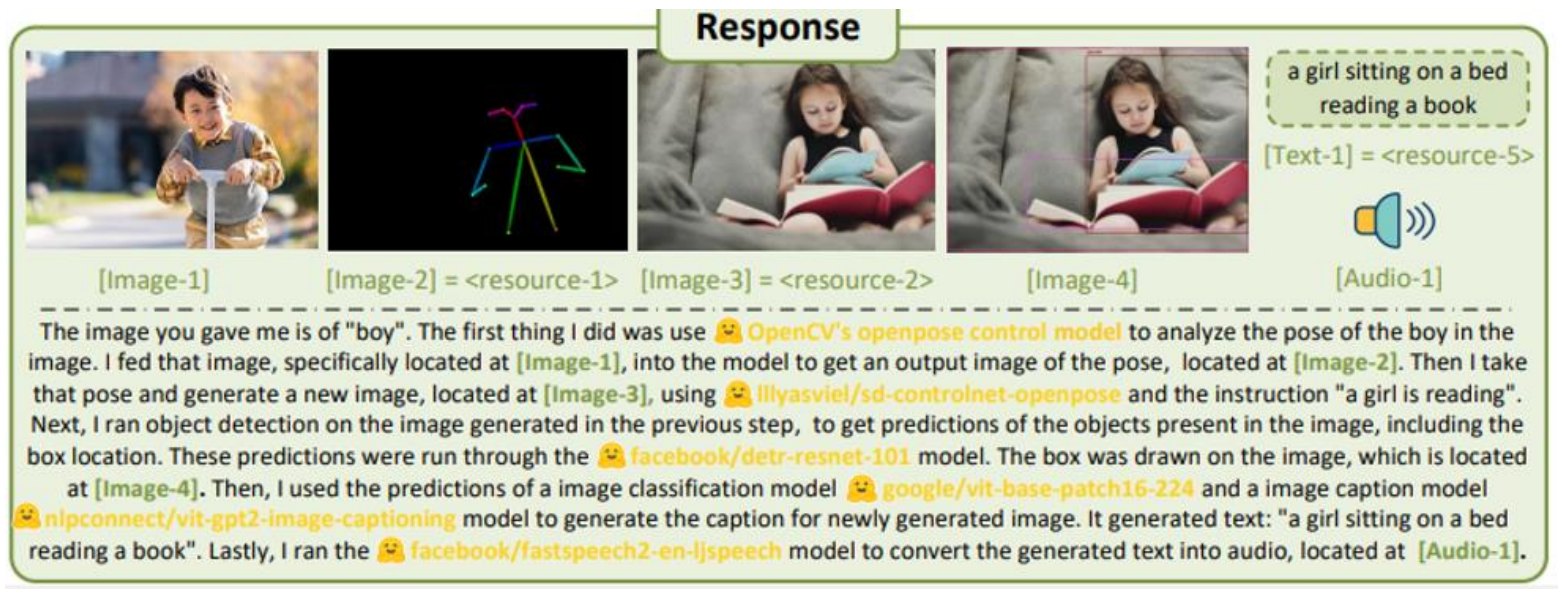 Response
a girl sitting on a bed
reading a book
[Text-1] = <resource-5>
[Image-1]
[Image-2] = <resource-1>
[Image-3] = <resource-2>
[Image-4]
[Audio-1]
The image you gave me is of "boy". The first thing I did was use OpenCV's openpose control model to analyze the pose of the boy in the
image. I fed that image, specifically located at [Image-1], into the model to get an output image of the pose, located at [Image-2]. Then I take
that pose and generate a new image, located at [Image-3], using lllyasviel/sd-controlnet-openpose and the instruction "a girl is reading".
Next, I ran object detection on the image generated in the previous step, to get predictions of the objects present in the image, including the
box location. These predictions were run through the facebook/detr-resnet-101 model. The box was drawn on the image, which is located
at [Image-4]. Then, I used the predictions of a image classification model google/vit-base-patch16-224 and a image caption model
nlpconnect/vit-gpt2-image-captioning model to generate the caption for newly generated image. It generated text: "a girl sitting on a bed
reading a book". Lastly, I ran the facebook/fastspeech2-en-ljspeech model to convert the generated text into audio, located at [Audio-1].